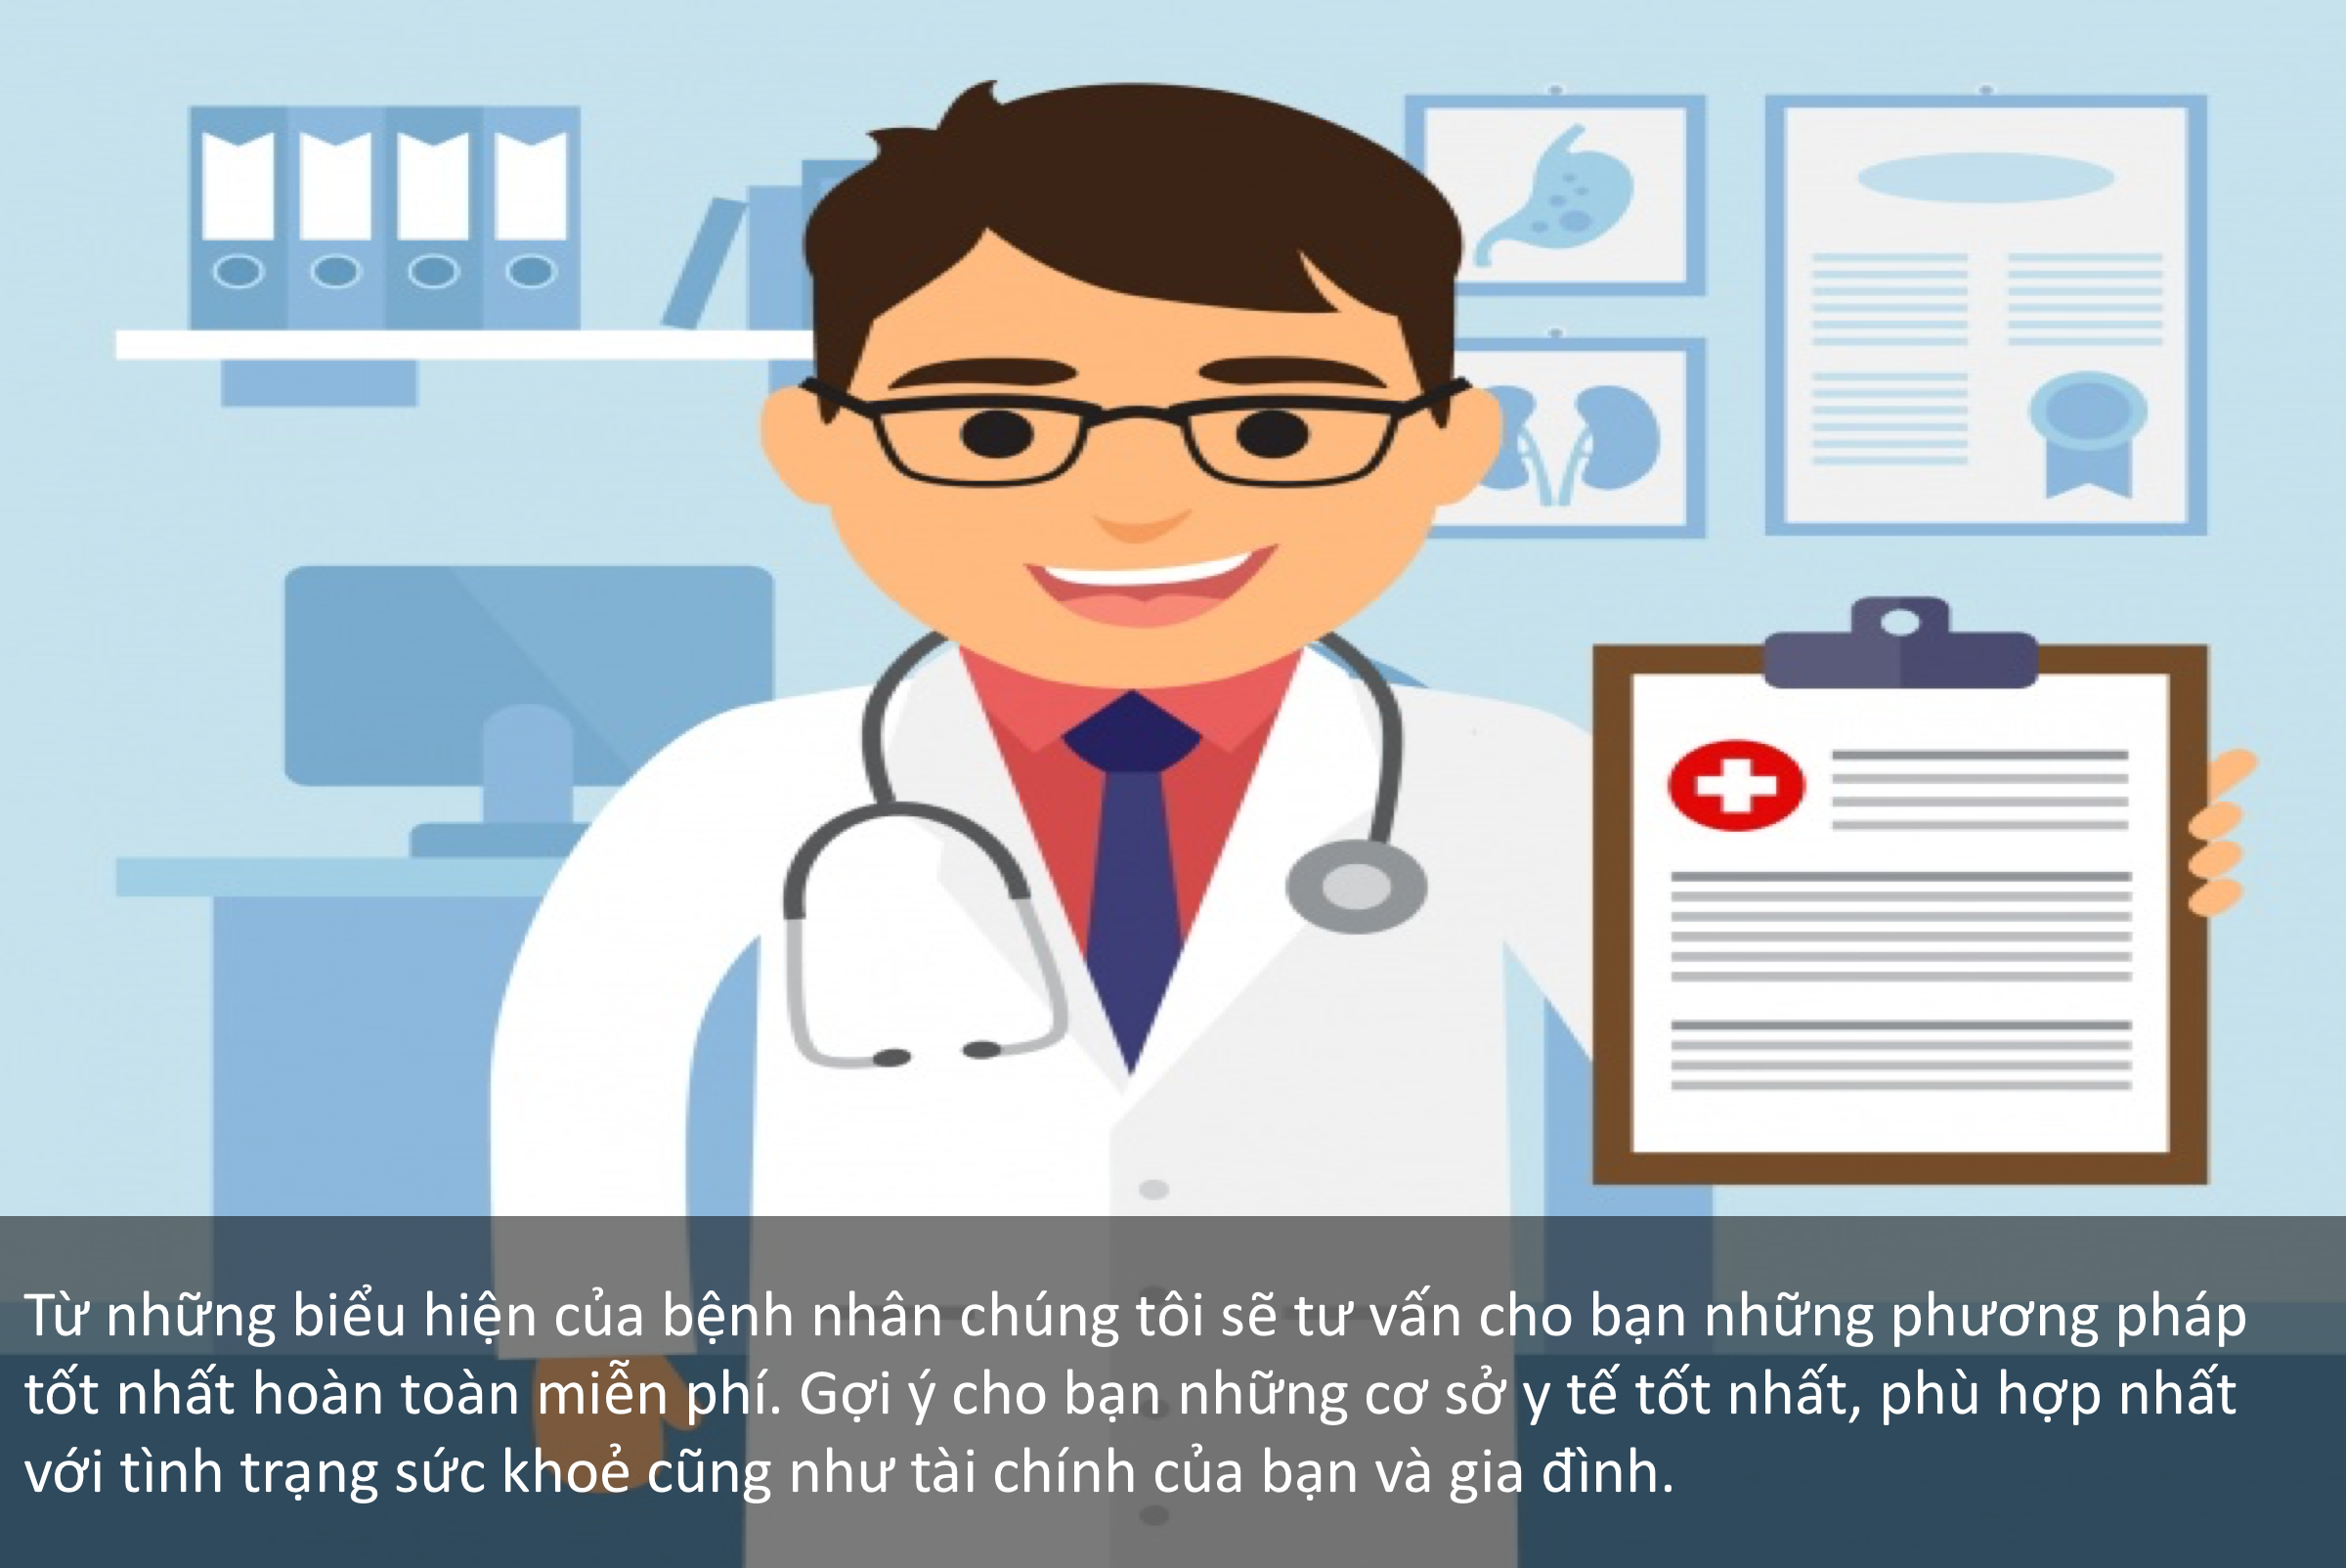 Từ những biểu hiện của bệnh nhân chúng tôi sẽ tư vấn cho bạn những phương pháp
tốt nhất hoàn toàn miễn phí. Gợi ý cho bạn những cơ sở y tế tốt nhất, phù hợp nhất
với tình trạng sức khoẻ cũng như tài chính của bạn và gia đình.